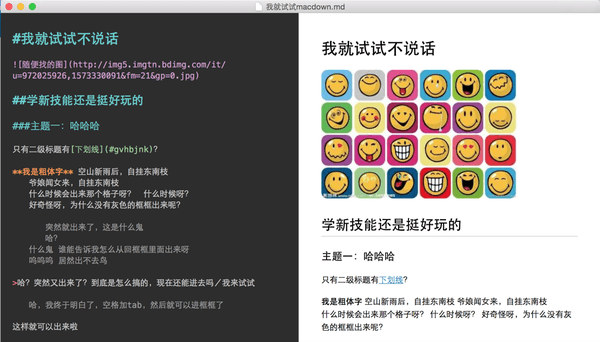 我就试试macdown.md
#我就试试不说话
![随便找的图](http://img5.imgtn.bdimg.com/it/
u=972025926,1573330091&fm=21&gp=0.jpg)
##学新技能还是挺好玩的
###主题一：哈哈哈
只有二级标题有[下划线](#gvhbjnk)?
**我是粗体字** 空山新雨后，自挂东南枝
爷娘闻女来，自挂东南枝
什么时候会出来那个格子呀？ 什么时候呀？
好奇怪呀，为什么没有灰色的框框出来呢？
突然就出来了，这是什么鬼
哈？
什么鬼 谁能告诉我怎么从回框框里面出来呀
呜呜呜 居然出不去鸟
>哈？突然又出来了？到底是怎么搞的，现在还能进去吗／我来试试
哈，我终于明白了，空格加tab，然后就可以进框框了
这样就可以出来啦
我就试试不说话
学新技能还是挺好玩的
主题一：哈哈哈
只有二级标题有下划线?
我是粗体字 空山新雨后，自挂东南枝 爷娘闻女来，自挂东南枝
什么时候会出来那个格子呀？ 什么时候呀？ 好奇怪呀，为什么没有灰
色的框框出来呢？